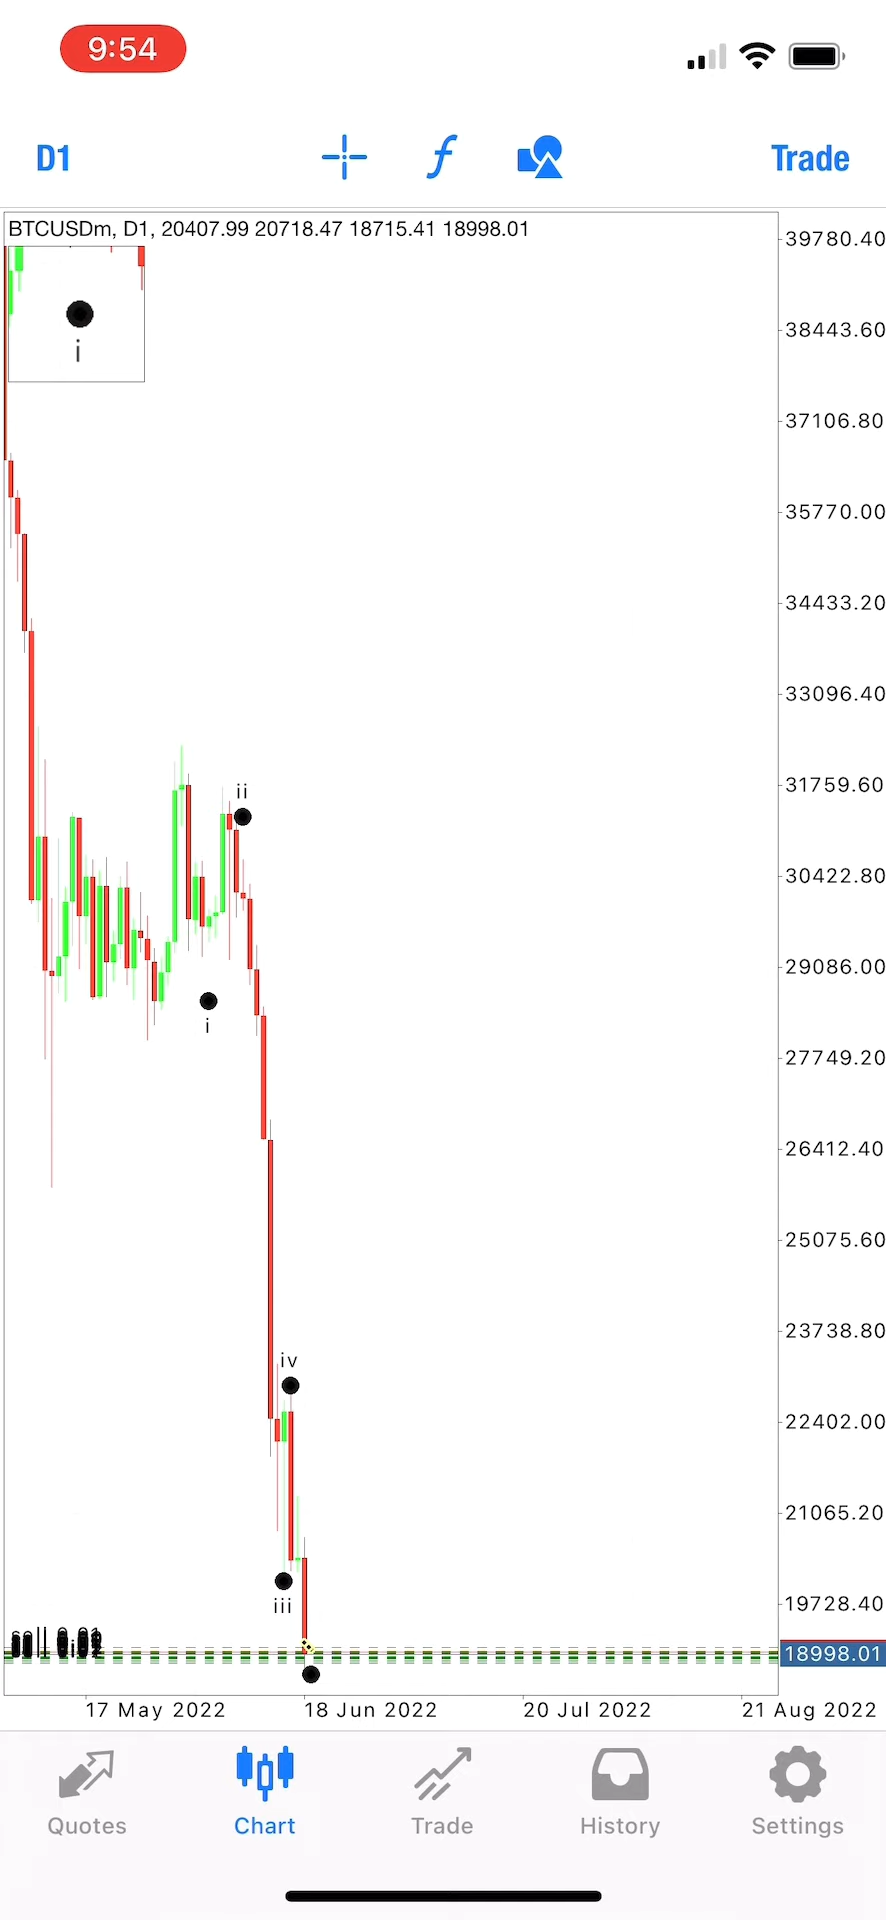 9:54
D1 f Trade
BTCUSDm, D1, 20407.99 20718.47 18715.41 18998.01
39780.40
i
38443.60
37106.80
35770.00
34433.20
33096.40
ii
31759.60
30422.80
29086.00
i
27749.20
26412.40
25075.60
iv
23738.80
22402.00
21065.20
iii
19728.40
18998.01
17 May 2022 18 Jun 2022 20 Jul 2022 21 Aug 2022
Quotes Chart Trade History Settings